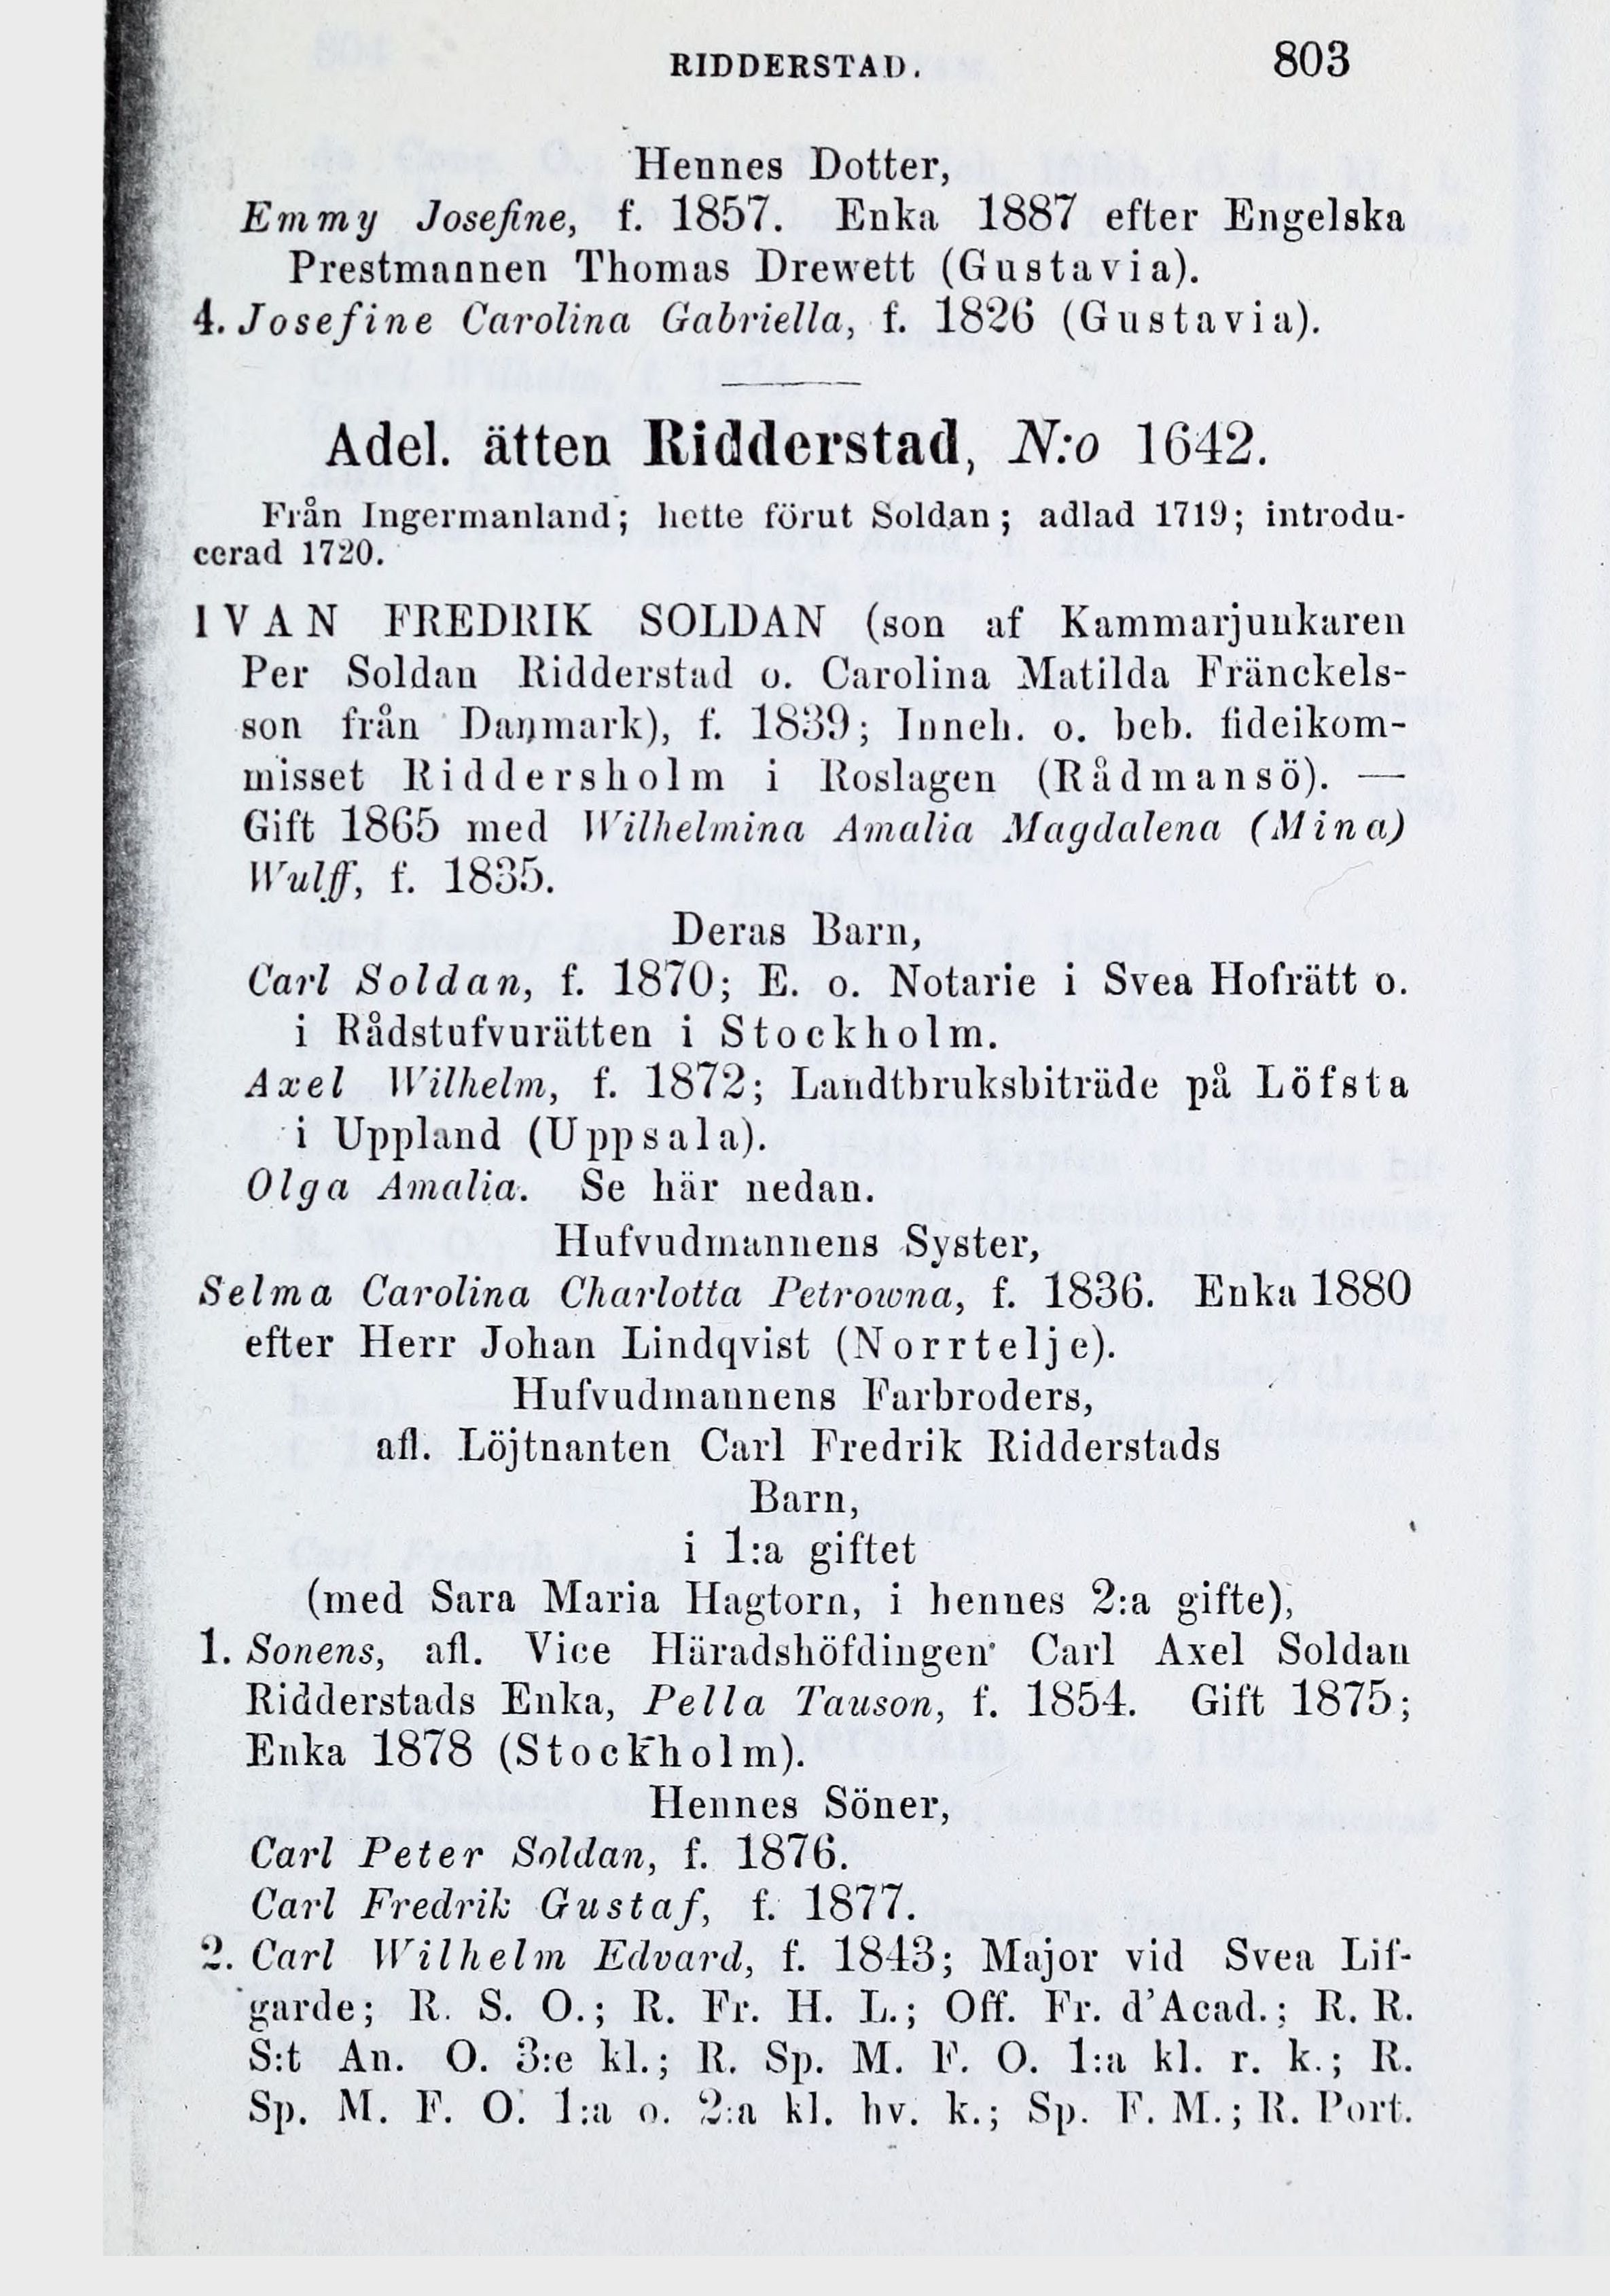 RIDDERSTAD. 803
Hennes Dotter,
Emmy Josefine, f. 1857. Enka 1887 efter Engelska
Prestmannen Thomas Drewett (Gustavia).
4. Josefine Carolina Gabriella, f. 1826 (Gustavia).
Adel. ätten Ridderstad, N:o 1642.
Från Ingermanland; hette förut Soldan; adlad 1719; introdu-
cerad 1720.
IVAN FREDRIK SOLDAN (son af Kammarjunkaren
Per Soldan Ridderstad o. Carolina Matilda Fränckels-
son från Danmark), f. 1839; Inneh. o. beb. fideikom-
misset Riddersholm i Roslagen (Rådmansö). —
Gift 1865 med Wilhelmina Amalia Magdalena (Mina)
Wulff, f. 1835.
Deras Barn,
Carl Soldan, f. 1870; E. o. Notarie i Svea Hofrätt o.
i Rådstufvurätten i Stockholm.
Axel Wilhelm, f. 1872; Landtbruksbiträde på Löfsta
i Uppland (Uppsala).
Olga Amalia. Se här nedan.
Hufvudmannens Syster,
Selma Carolina Charlotta Petrowna, f. 1836. Enka 1880
efter Herr Johan Lindqvist (Norrtelje).
Hufvudmannens Farbroders,
afl. Löjtnanten Carl Fredrik Ridderstads
Barn,
i 1:a giftet
(med Sara Maria Hagtorn, i hennes 2:a gifte),
1. Sonens, afl. Vice Häradshöfdingen Carl Axel Soldan
Ridderstads Enka, Pella Tauson, f. 1854. Gift 1875;
Enka 1878 (Stockholm).
Hennes Söner,
Carl Peter Soldan, f. 1876.
Carl Fredrik Gustaf, f. 1877.
2. Carl Wilhelm Edvard, f. 1843; Major vid Svea Lif-
garde; R. S. O.; R. Fr. H. L.; Off. Fr. d'Acad.; R. R.
S:t An. O. 3:e kl.; R. Sp. M. F. O. 1:a kl. r. k.; R.
Sp. M. F. O. 1:a o. 2:a kl. hv. k.; Sp. F. M.; R. Port.